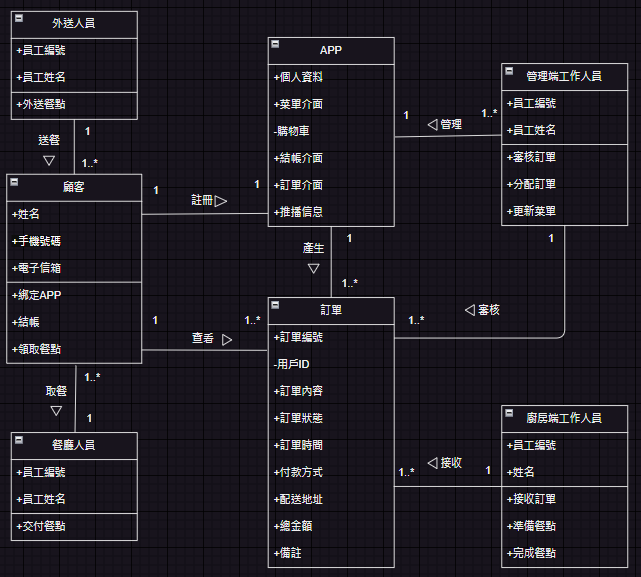 外送人員
+員工編號
+員工姓名
+外送餐點
1
送餐
1..*
顧客
+姓名
+手機號碼
+電子信箱
+綁定APP
+結帳
+領取餐點
1
註冊
1
APP
+個人資料
+菜單介面
-購物車
+結帳介面
+訂單介面
+推播信息
1
管理
1..*
管理端工作人員
+員工編號
+員工姓名
+審核訂單
+分配訂單
+更新菜單
1
產生
1..*
1
審核
1..*
1
查看
1..*
訂單
+訂單編號
-用戶ID
+訂單內容
+訂單狀態
+訂單時間
+付款方式
+配送地址
+總金額
+備註
1..*
取餐
1
餐廳人員
+員工編號
+員工姓名
+交付餐點
1..*
接收
1
廚房端工作人員
+員工編號
+姓名
+接收訂單
+準備餐點
+完成餐點